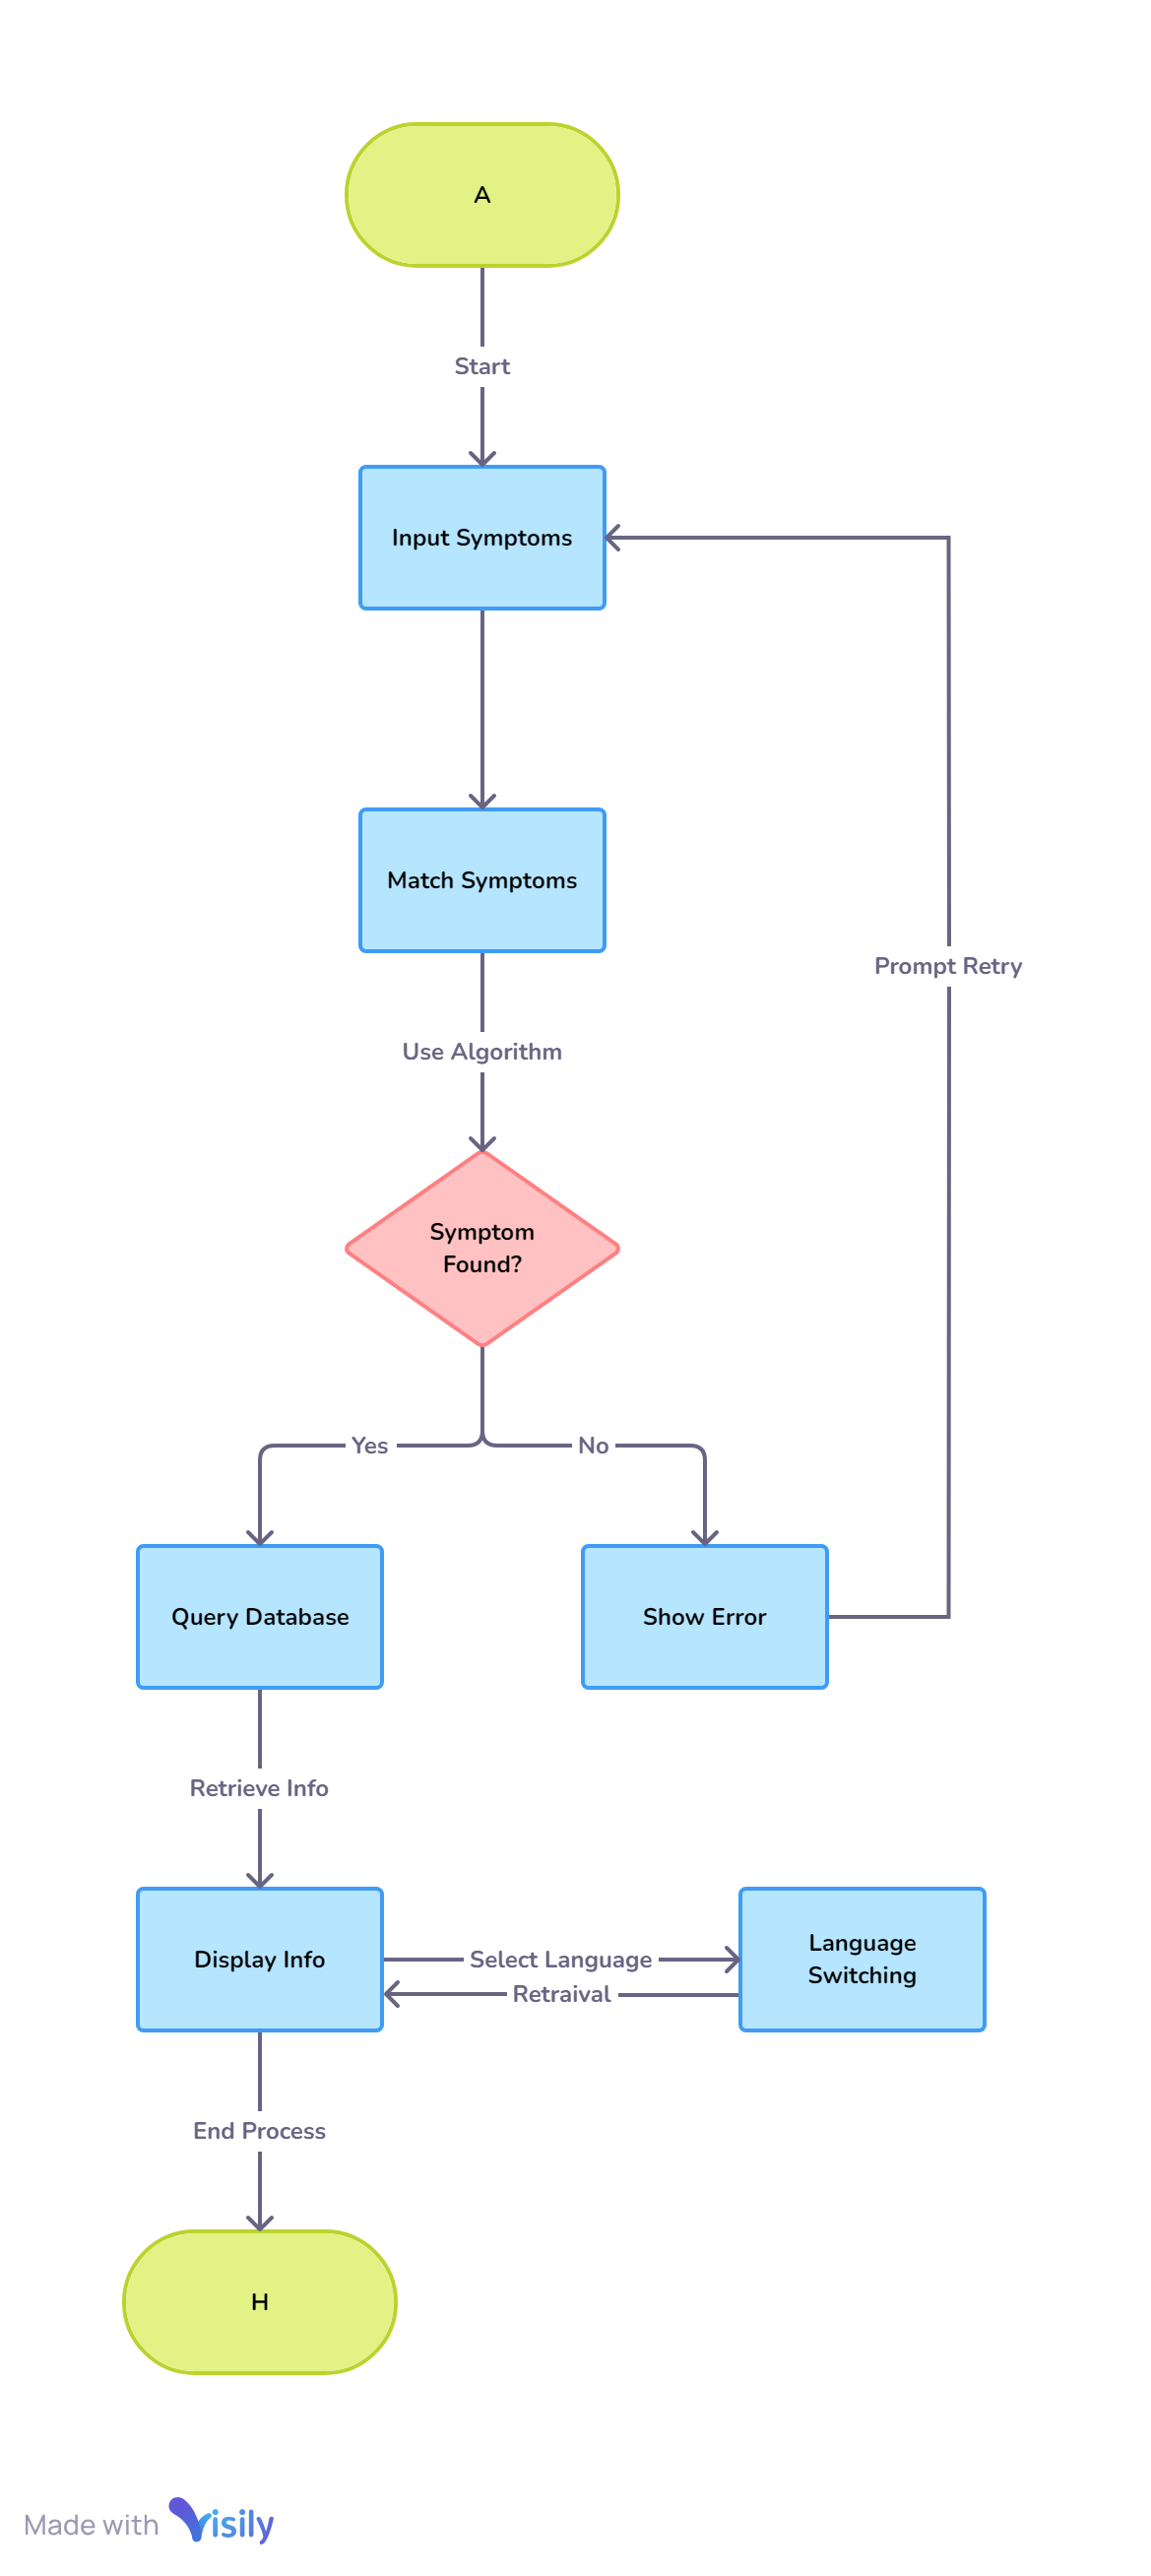 A
Start
Input Symptoms
Match Symptoms
Prompt Retry
Use Algorithm
Symptom
Found?
Yes
No
Query Database
Show Error
Retrieve Info
Display Info
Select Language
Retraival
Language
Switching
End Process
H
Made with Visily